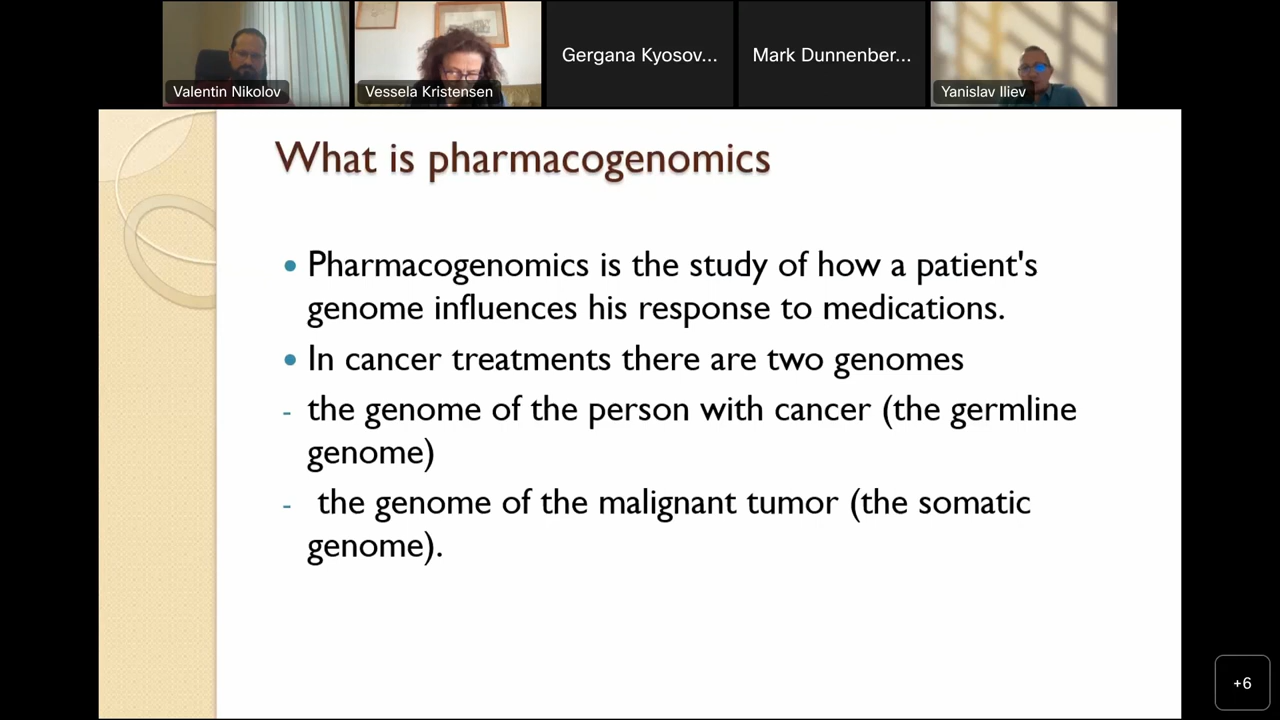 Valentin Nikolov
Vessela Kristensen
Gergana Kyosov...
Mark Dunnenber...
Yanislav Iliev
What is pharmacogenomics
• Pharmacogenomics is the study of how a patient's
genome influences his response to medications.
• In cancer treatments there are two genomes
- the genome of the person with cancer (the germline
genome)
- the genome of the malignant tumor (the somatic
genome).
+6